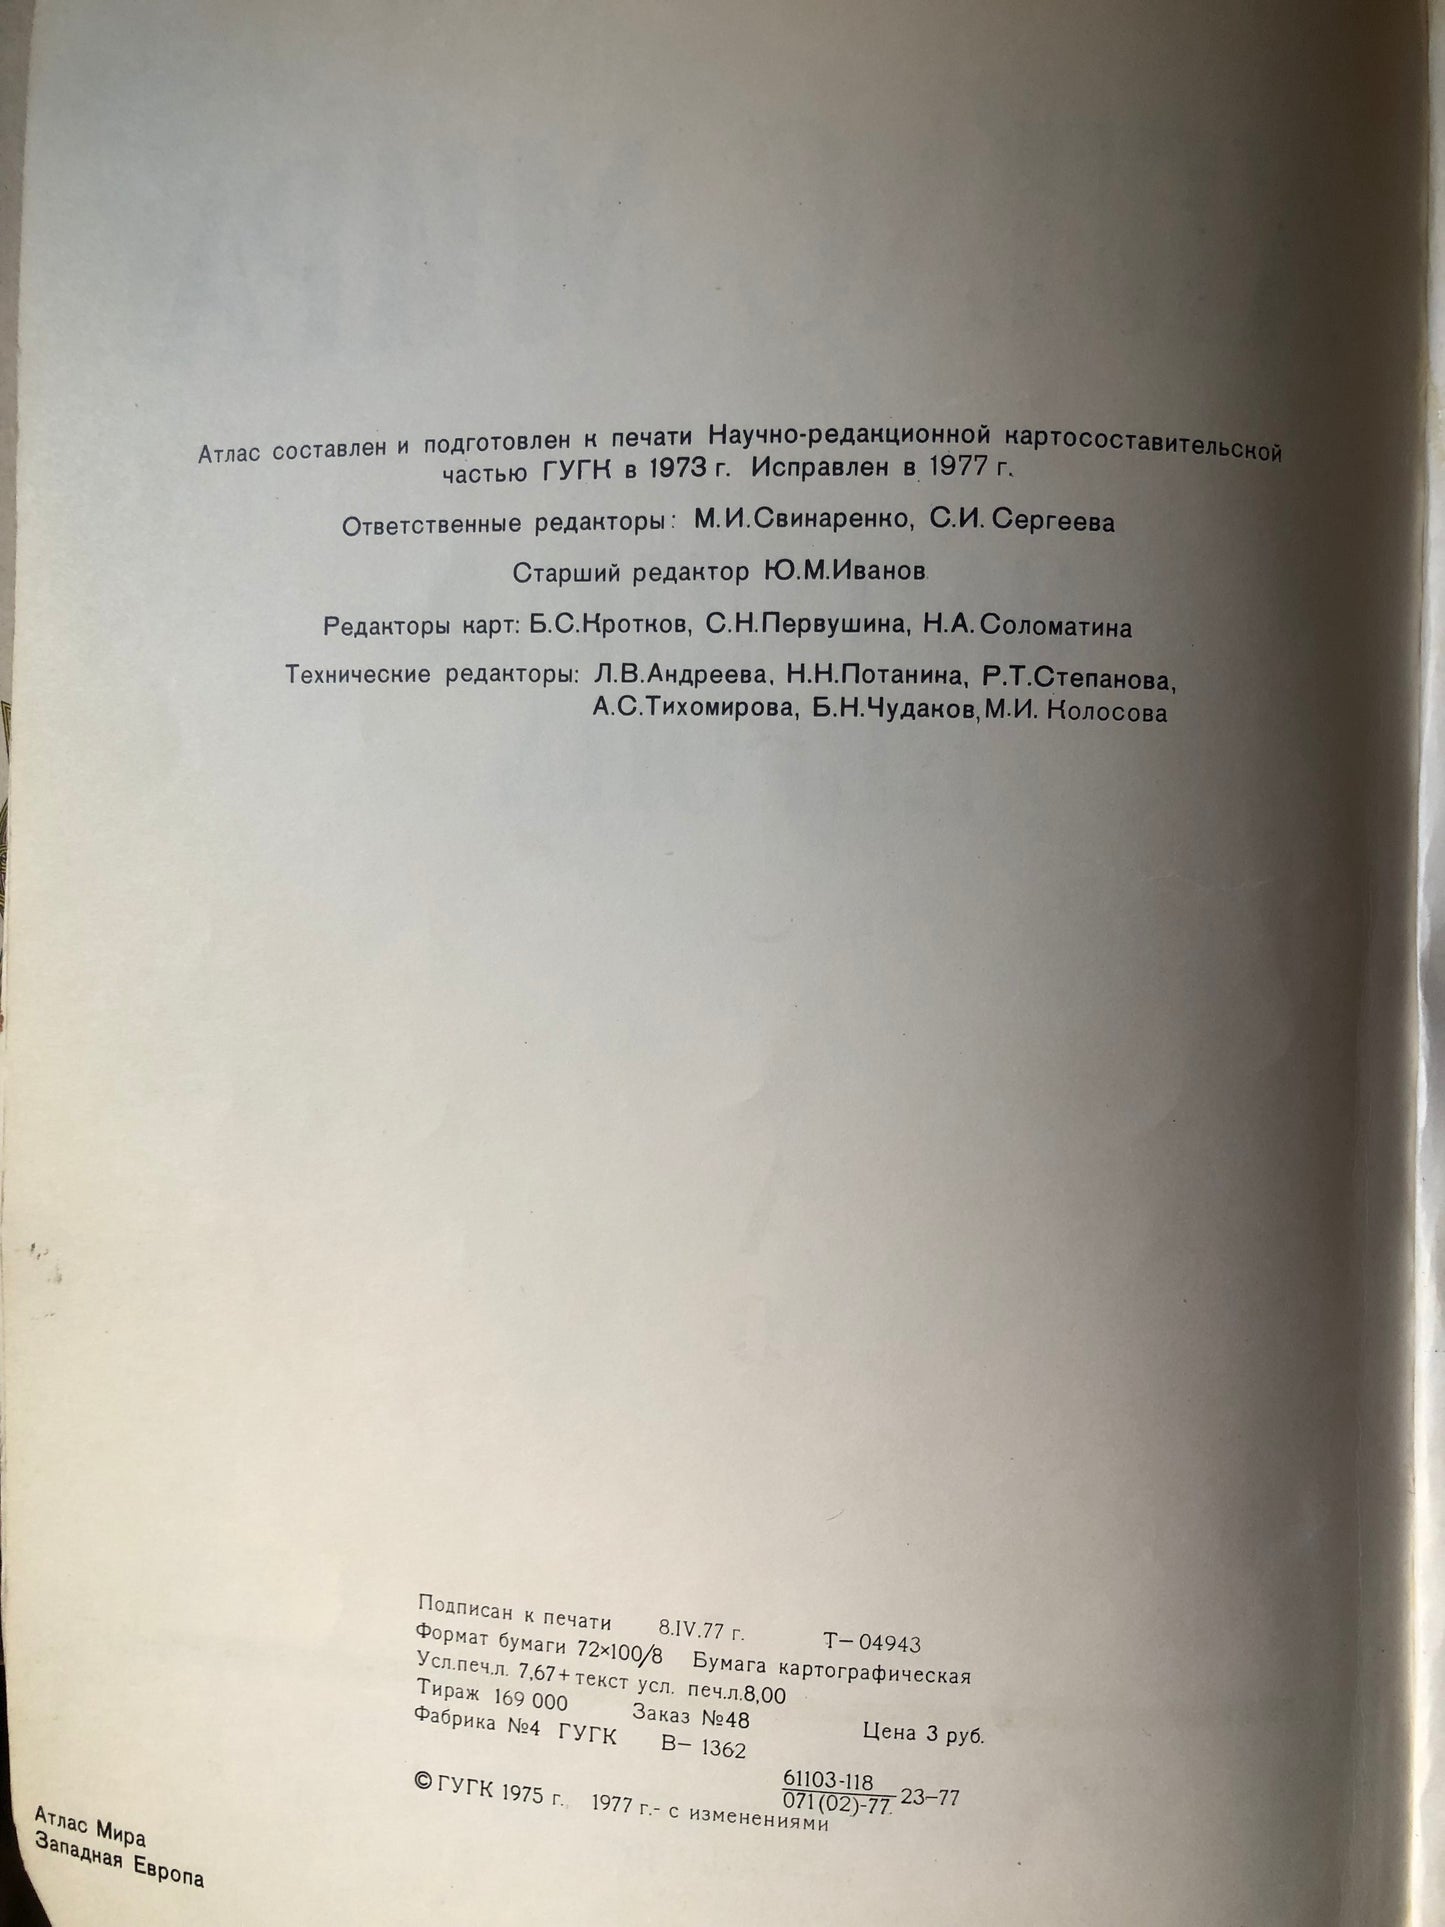 Атлас составлен и подготовлен к печати Научно-редакционной картосоставительской
частью ГУГК в 1973 г. Исправлен в 1977 г.
Ответственные редакторы: М.И.Свинаренко, С.И. Сергеева
Старший редактор Ю.М.Иванов
Редакторы карт: Б.С.Кротков, С.Н.Первушина, Н.А.Соломатина
Технические редакторы: Л.В.Андреева, Н.Н.Потанина, Р.Т.Степанова,
А.С.Тихомирова, Б.Н.Чудаков, М.И. Колосова
Подписан к печати 8.IV.77 г. Т-04943
Формат бумаги 72×100/8 Бумага картографическая
Усл.печ.л. 7,67+текст усл. печ.л.8,00
Тираж 169 000 Заказ №48 Цена 3 руб.
Фабрика №4 ГУГК В-1362
61103-118
071(02)-77. 23-77
© ГУГК 1975 г. 1977 г.- с изменениями
Атлас Мира
Западная Европа